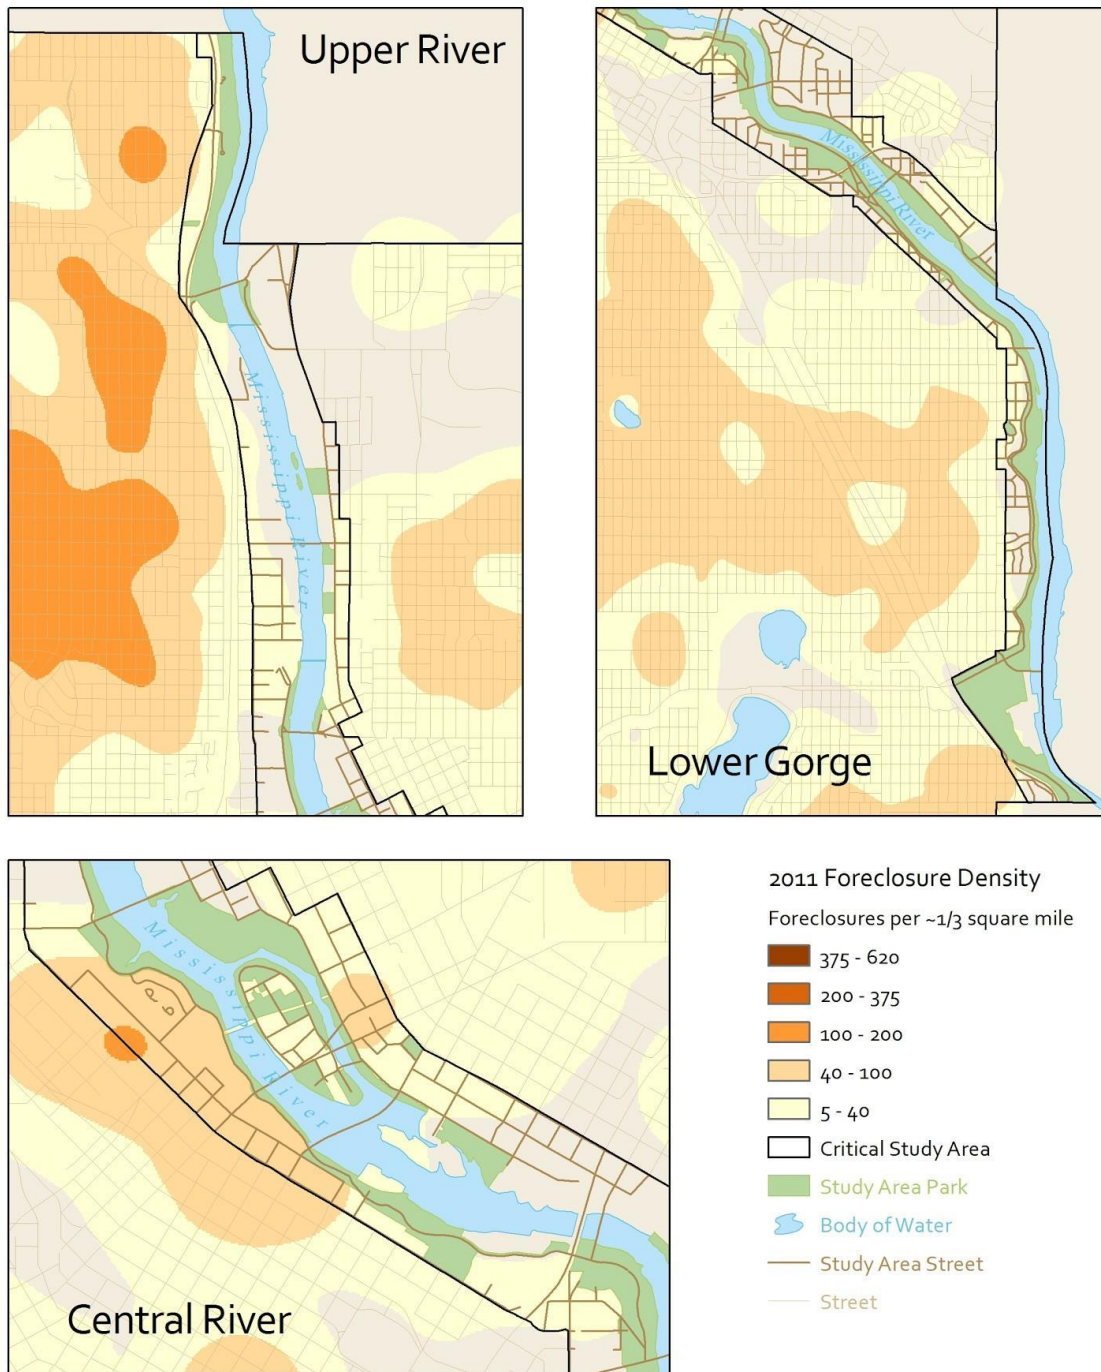 Upper River
Mississippi River
Mississippi River
Lower Gorge
Mississippi River
Central River
2011 Foreclosure Density
Foreclosures per ~1/3 square mile
375 - 620
200 - 375
100 - 200
40 - 100
5 - 40
Critical Study Area
Study Area Park
Body of Water
Study Area Street
Street